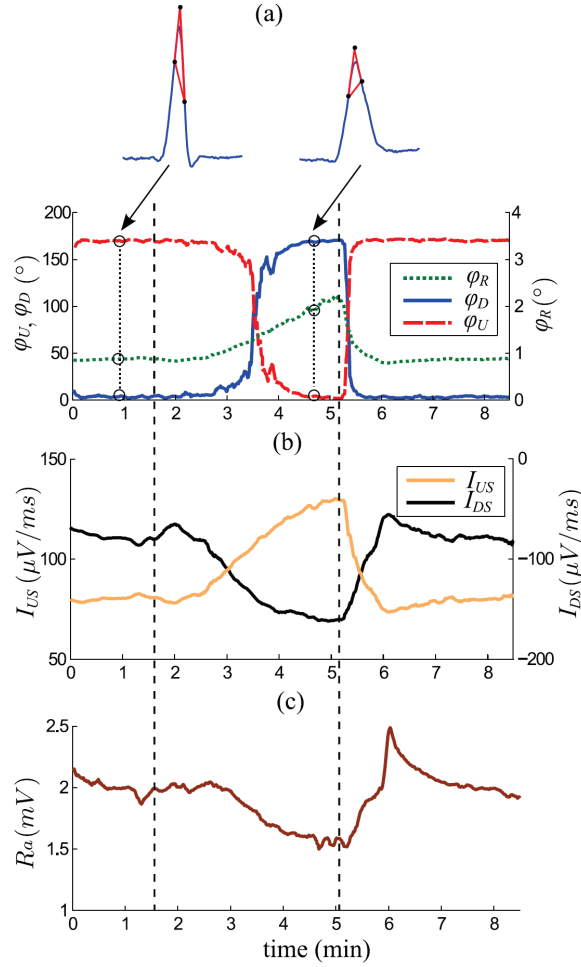 (a)
200
150
100
50
0
φU, φD (°)
4
3
2
1
0
φR(°)
φR
φD
φU
0 1 2 3 4 5 6 7 8
(b)
150
100
50
IUS(μV/ms)
0
−100
−200
IDS(μV/ms)
IUS
IDS
0 1 2 3 4 5 6 7 8
(c)
2.5
2
1.5
1
Ra(mV)
0 1 2 3 4 5 6 7 8
time (min)